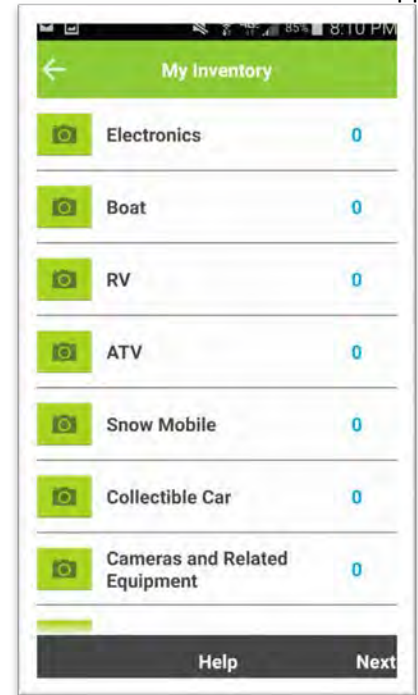 85% 8:10 PM
My Inventory
Electronics 0
Boat 0
RV 0
ATV 0
Snow Mobile 0
Collectible Car 0
Cameras and Related
Equipment 0
Help Next